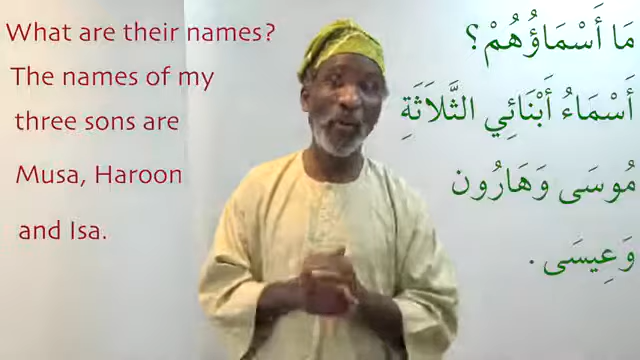 What are their names?
The names of my
three sons are
Musa, Haroon
and Isa.
مَا أَسْمَاؤُهُمْ؟
أَسْمَاءُ أَبْنَائِي الثَّلاَثَةِ
مُوسَى وَهَارُون
وَعِيسَى .